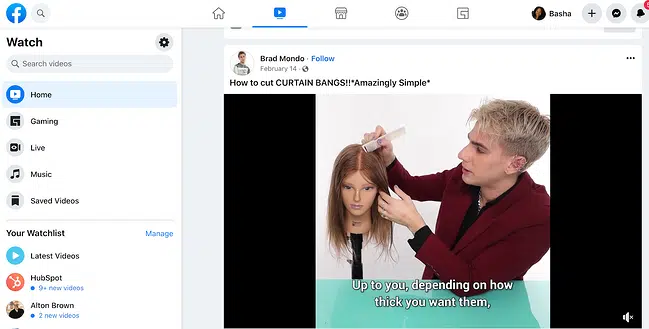 Basha
Watch
Search videos
Home
Gaming
Live
Music
Saved Videos
Your Watchlist Manage
Latest Videos
HubSpot
9+ new videos
Alton Brown
2 new videos
Brad Mondo · Follow
February 14 ·
How to cut CURTAIN BANGS!!*Amazingly Simple*
Up to you, depending on how
thick you want them,